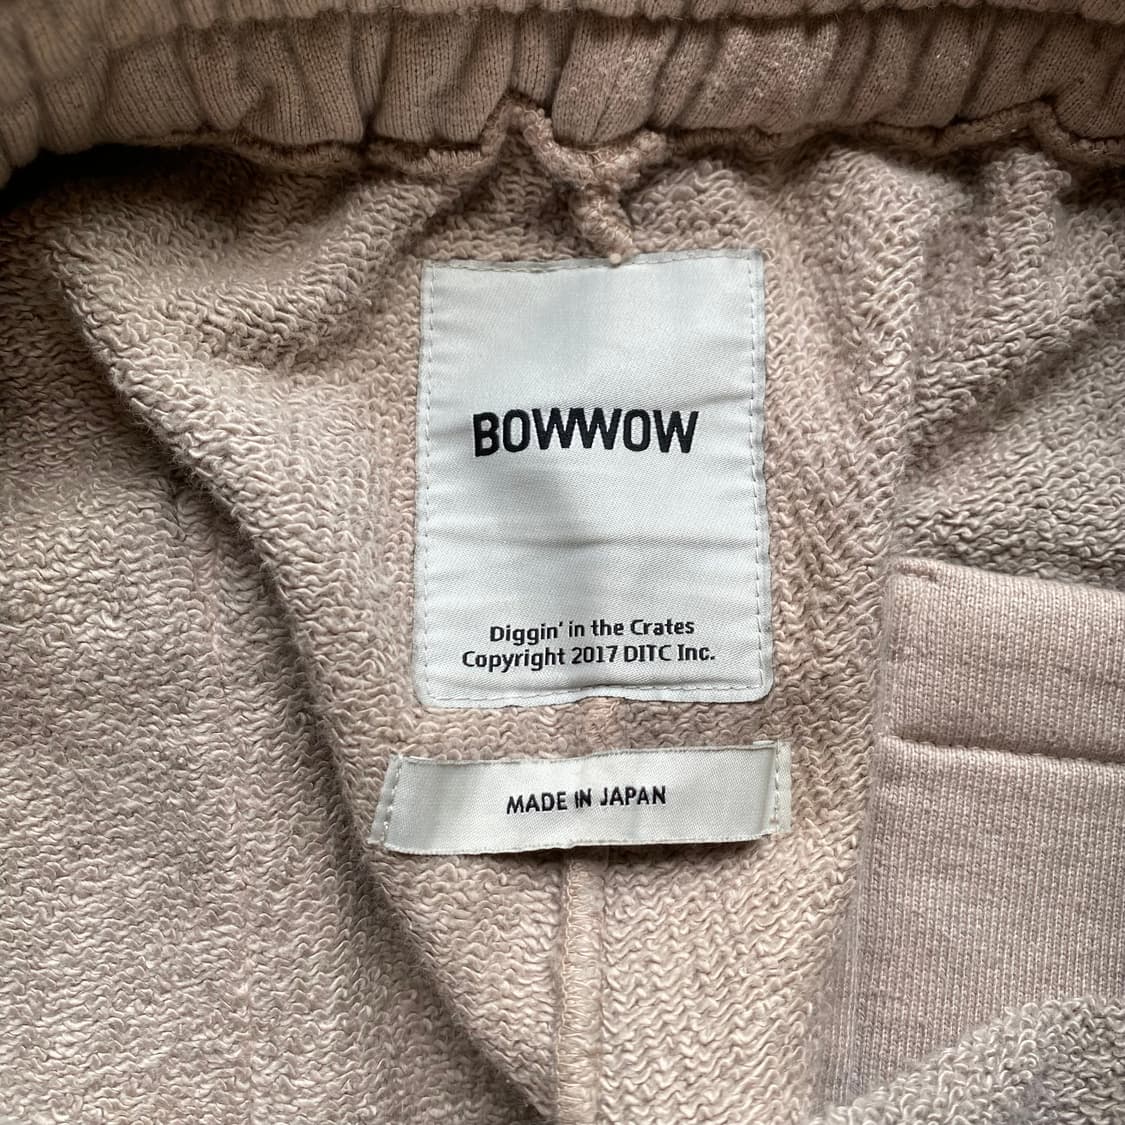 BOWWOW
Diggin' in the Crates
Copyright 2017 DITC Inc.
MADE IN JAPAN